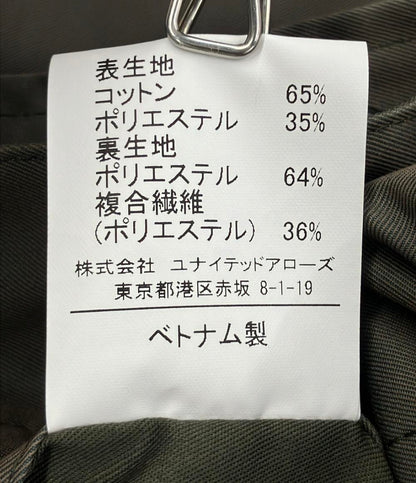 表生地
コットン 65%
ポリエステル 35%
裏生地
ポリエステル 64%
複合繊維
(ポリエステル) 36%
株式会社 ユナイテッドアローズ
東京都港区赤坂 8-1-19
ベトナム製